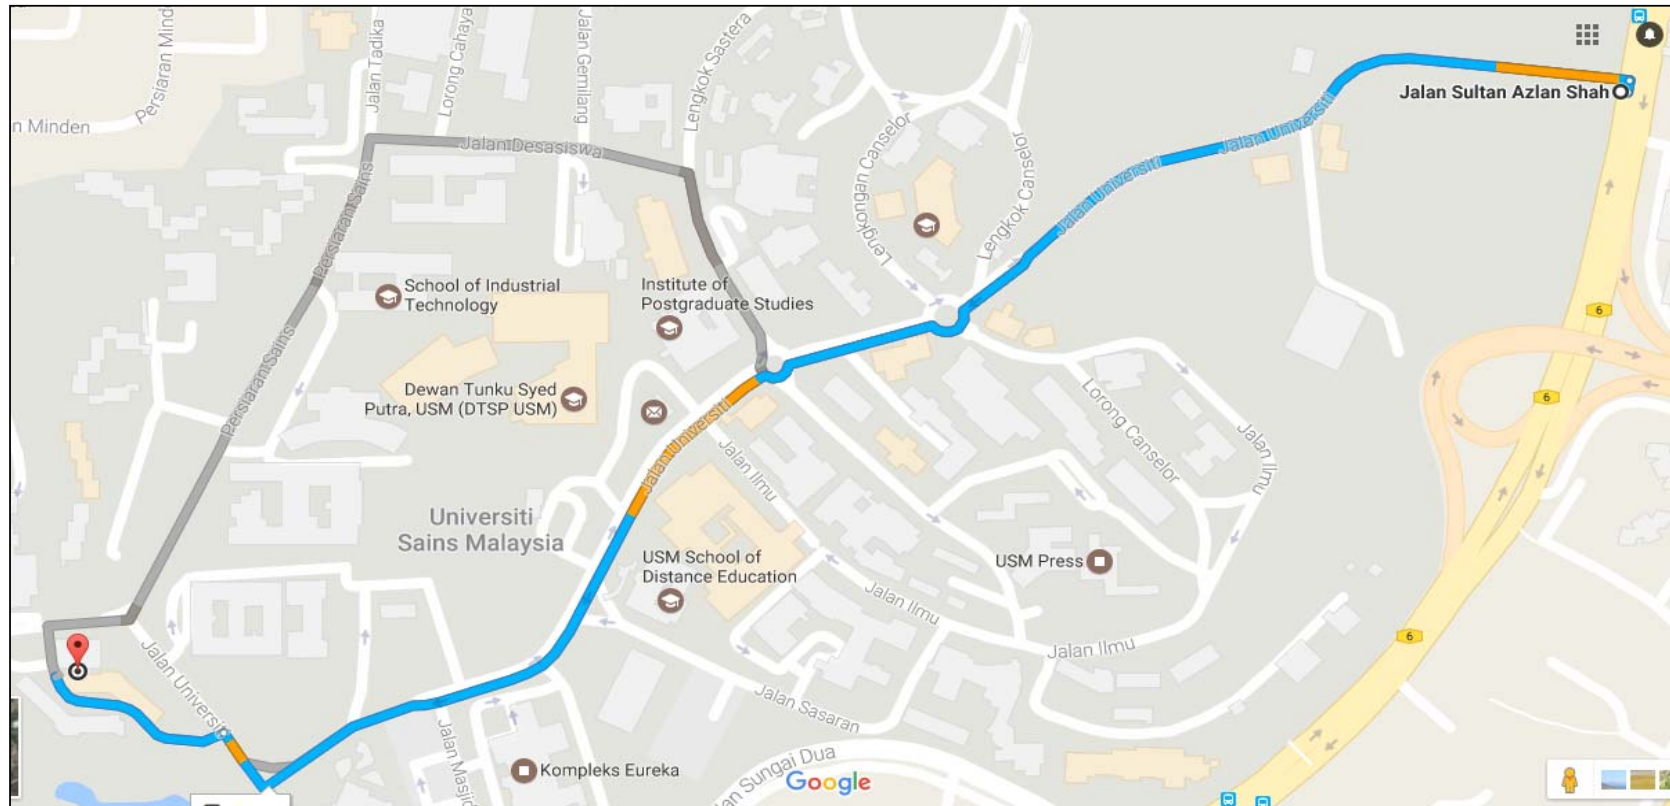 Persiaran Mind
Jalan Tadika
Lorong Cahaya
Jalan Gemilang
Lengkok Sastera
n Minden
Jalan Sultan Azlan Shah
Jalan Desasiswa
Lengkongan Canselor
Lengkok Canselor
Jalan Universiti
Jalan Universiti
Persiaran Sains
School of Industrial
Technology
Institute of
Postgraduate Studies
6
Persiaran Sains
Dewan Tunku Syed
Putra, USM (DTSP USM)
Jalan Universiti
Lorong Canselor
6
Jalan Ilmu
Jalan Ilmu
Universiti
Sains Malaysia
USM School of
Distance Education
USM Press
Jalan Ilmu
Jalan Ilmu
6
Jalan Universiti
Jalan Sasaran
Jalan Masjid
Kompleks Eureka
lan Sungai Dua
Google